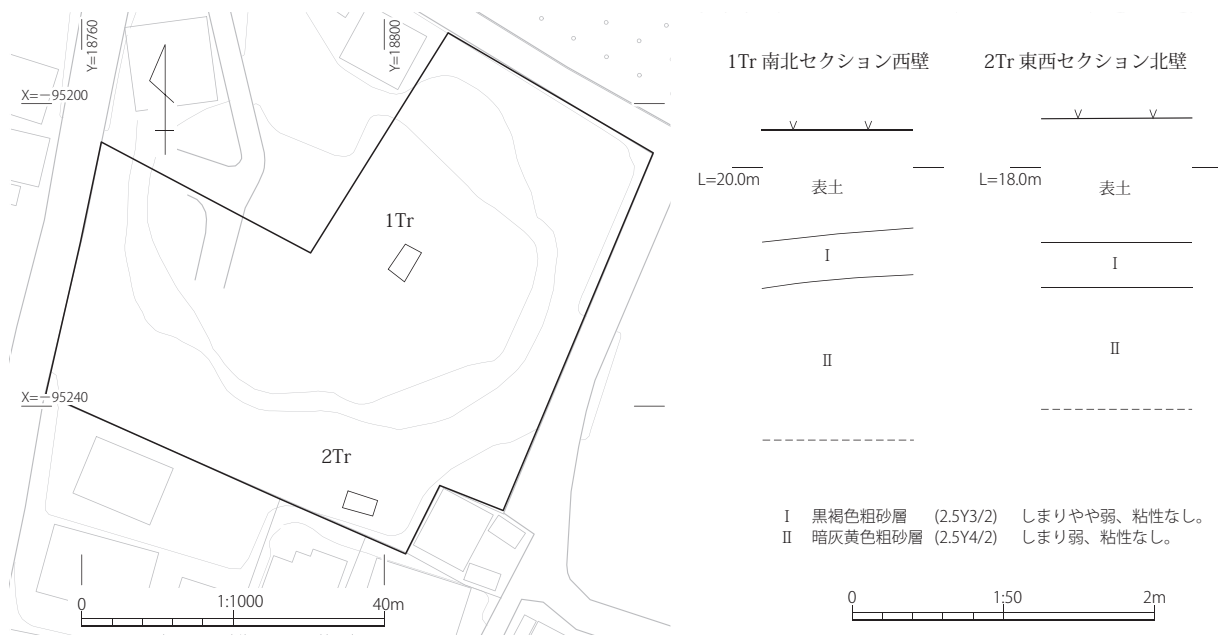 Y=18760
Y=18800
X=−95200
X=−95240
1Tr
2Tr
0
1:1000
40m
1Tr 南北セクション西壁
L=20.0m
表土
Ⅰ
Ⅱ
2Tr 東西セクション北壁
L=18.0m
表土
Ⅰ
Ⅱ
Ⅰ 黒褐色粗砂層 (2.5Y3/2) しまりやや弱、粘性なし。
Ⅱ 暗灰黄色粗砂層 (2.5Y4/2) しまり弱、粘性なし。
0
1:50
2m